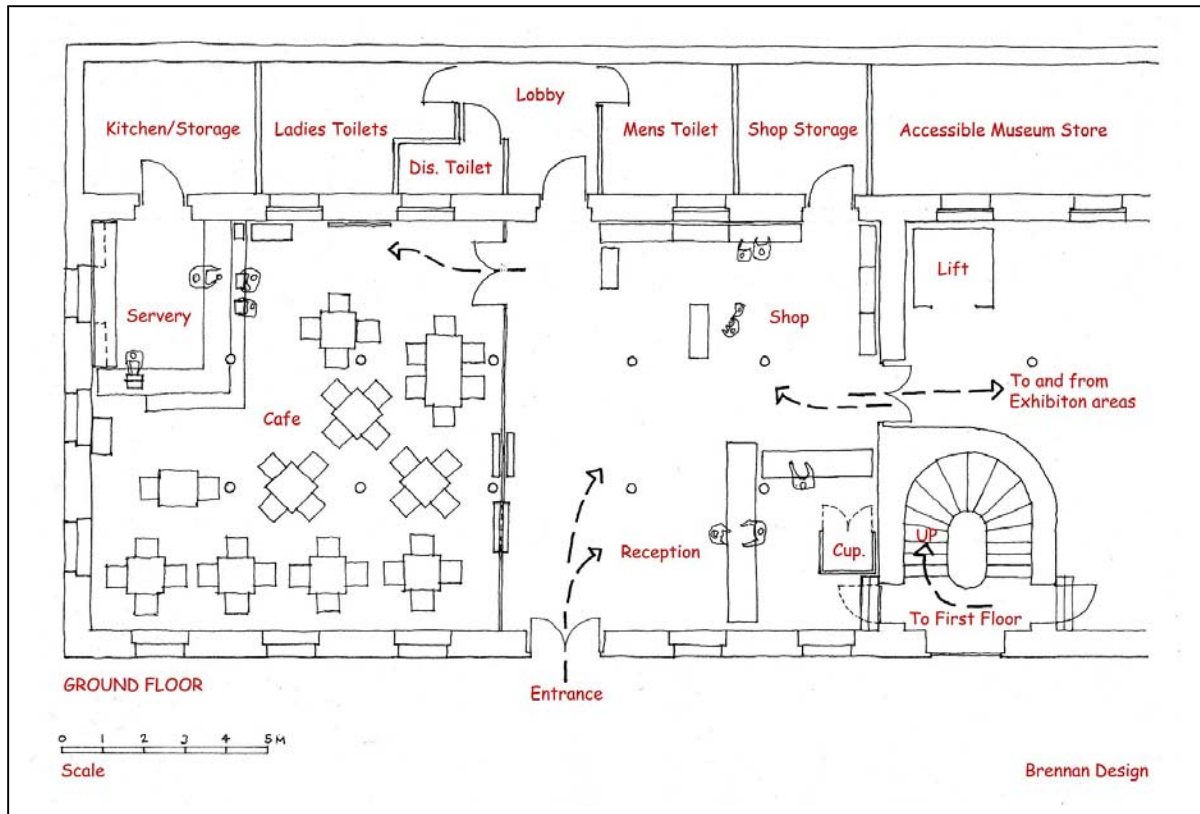 Lobby
Kitchen/Storage
Ladies Toilets
Mens Toilet
Shop Storage
Accessible Museum Store
Dis. Toilet
Lift
Servery
Shop
To and from
Exhibiton areas
Cafe
UP
Reception
Cup.
To First Floor
GROUND FLOOR
Entrance
0 1 2 3 4 5 M
Scale
Brennan Design